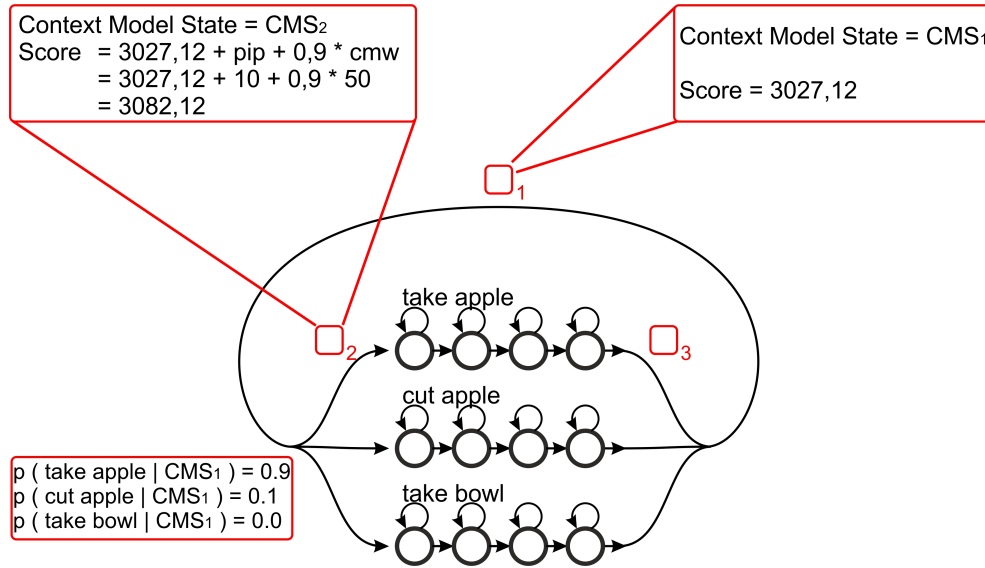 Context Model State = CMS₂
Score = 3027,12 + pip + 0,9 * cmw
= 3027,12 + 10 + 0,9 * 50
= 3082,12
Context Model State = CMS₁
Score = 3027,12
1
take apple
2
3
cut apple
take bowl
p ( take apple | CMS₁ ) = 0.9
p ( cut apple | CMS₁ ) = 0.1
p ( take bowl | CMS₁ ) = 0.0